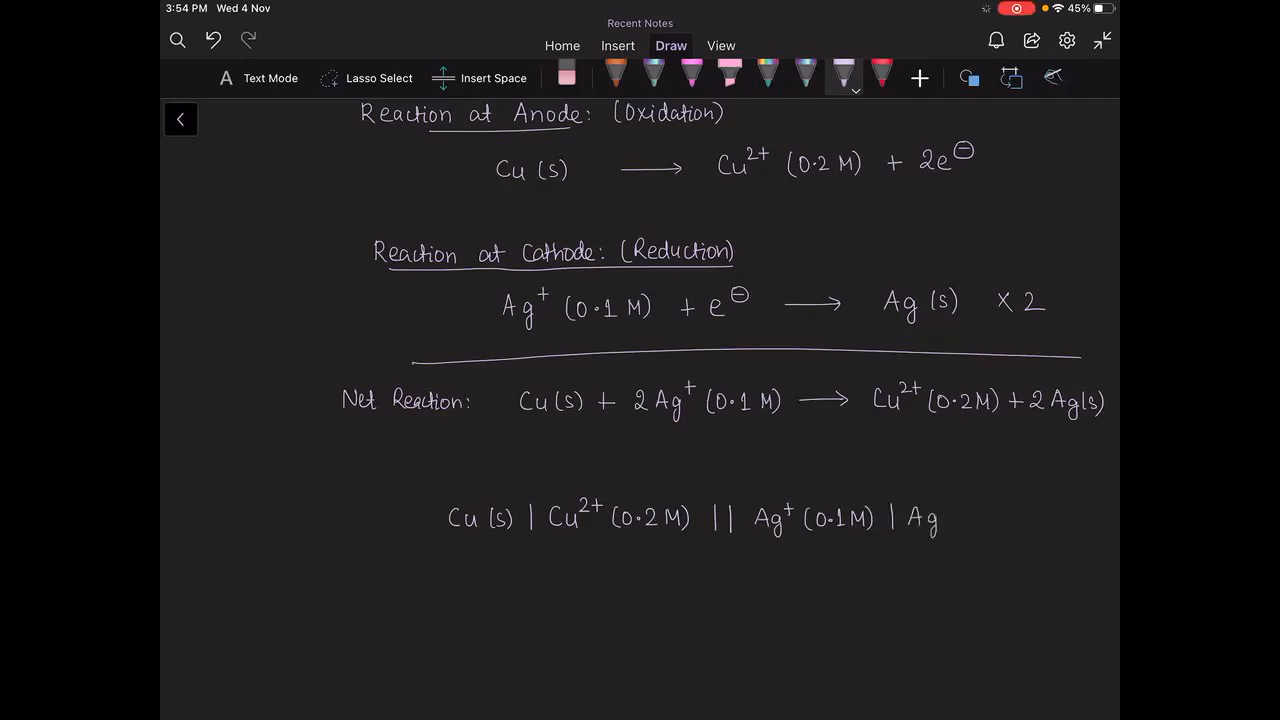 3:54 PM Wed 4 Nov 45%
Recent Notes
Home Insert Draw View
Text Mode Lasso Select Insert Space
Reaction at Anode: (Oxidation)
Cu (s) ⟶ Cu²⁺ (0.2 M) + 2e⊖
Reaction at Cathode: (Reduction)
Ag⁺ (0.1 M) + e⊖ ⟶ Ag (s) × 2
Net Reaction: Cu (s) + 2 Ag⁺ (0.1 M) ⟶ Cu²⁺ (0.2 M) + 2 Ag(s)
Cu (s) | Cu²⁺ (0.2 M) || Ag⁺ (0.1 M) | Ag